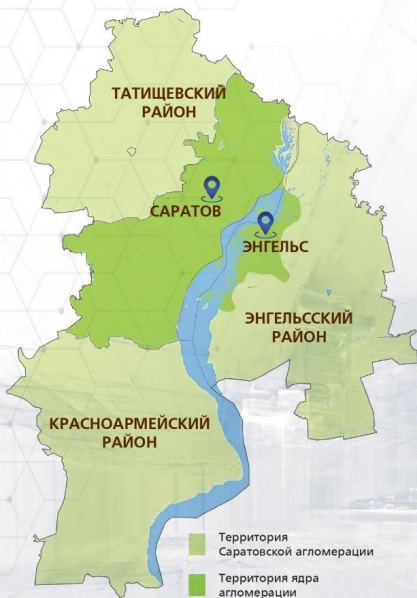 ТАТИЩЕВСКИЙ
РАЙОН
САРАТОВ
ЭНГЕЛЬС
ЭНГЕЛЬССКИЙ
РАЙОН
КРАСНОАРМЕЙСКИЙ
РАЙОН
Территория
Саратовской агломерации
Территория ядра
агломерации